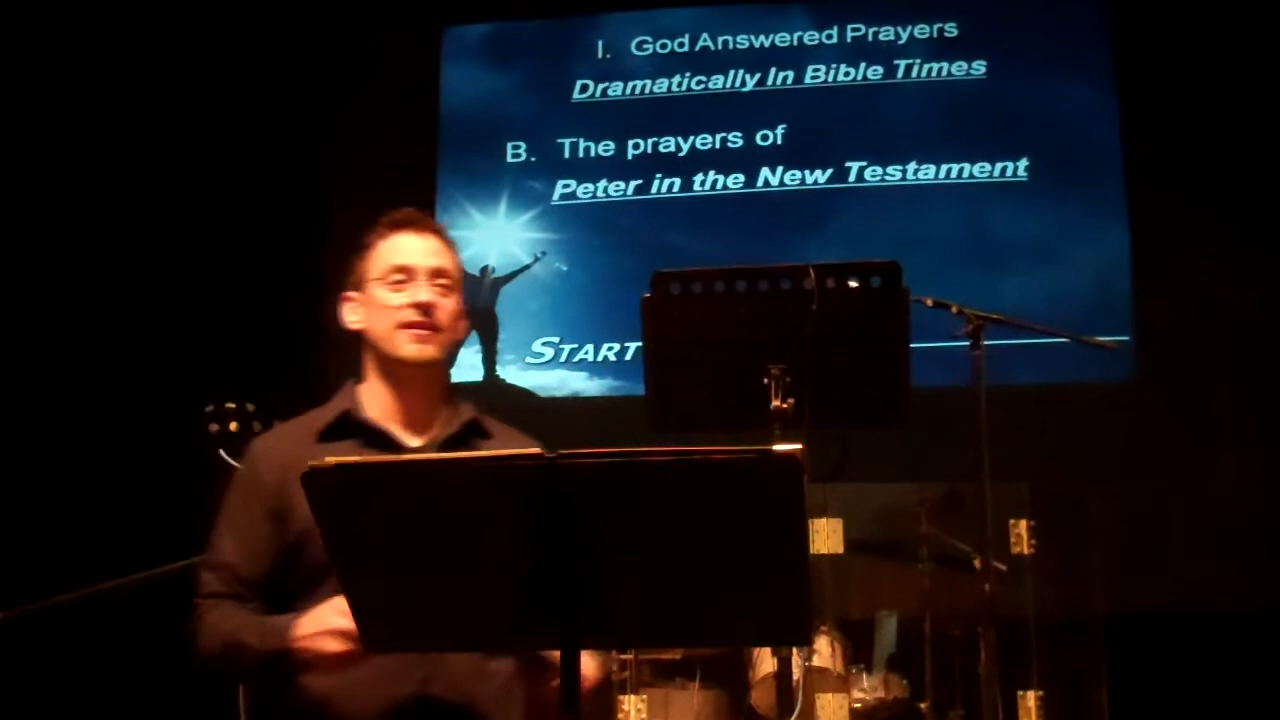 I. God Answered Prayers
Dramatically In Bible Times
B. The prayers of
Peter in the New Testament
START